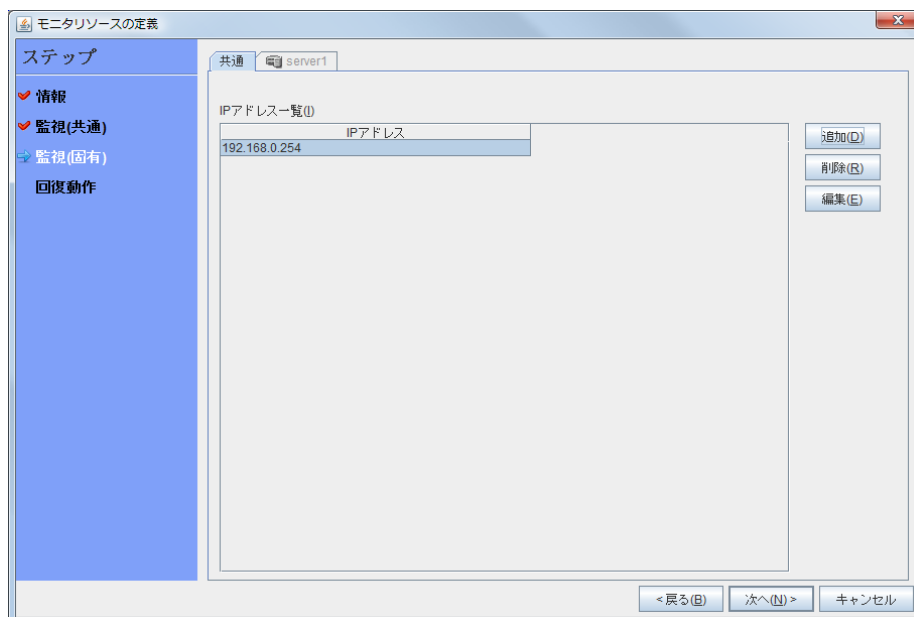 モニタリソースの定義
ステップ
情報
監視(共通)
監視(固有)
回復動作
共通 server1
IPアドレス一覧(I)
IPアドレス
192.168.0.254
追加(D)
削除(R)
編集(E)
<戻る(B) 次へ(N)> キャンセル